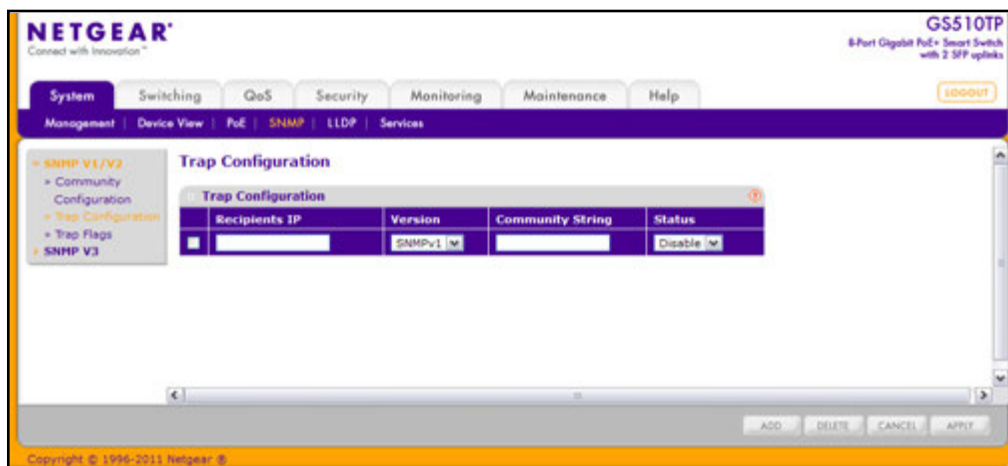 NETGEAR®
Connect with Innovation™
GS510TP
8-Port Gigabit PoE+ Smart Switch
with 2 SFP uplinks
System Switching QoS Security Monitoring Maintenance Help
LOGOUT
Management | Device View | PoE | SNMP | LLDP | Services
SNMP V1/V2
» Community
Configuration
» Trap Configuration
» Trap Flags
SNMP V3
Trap Configuration
Trap Configuration
Recipients IP Version Community String Status
SNMPv1 Disable
ADD DELETE CANCEL APPLY
Copyright © 1996-2011 Netgear ®